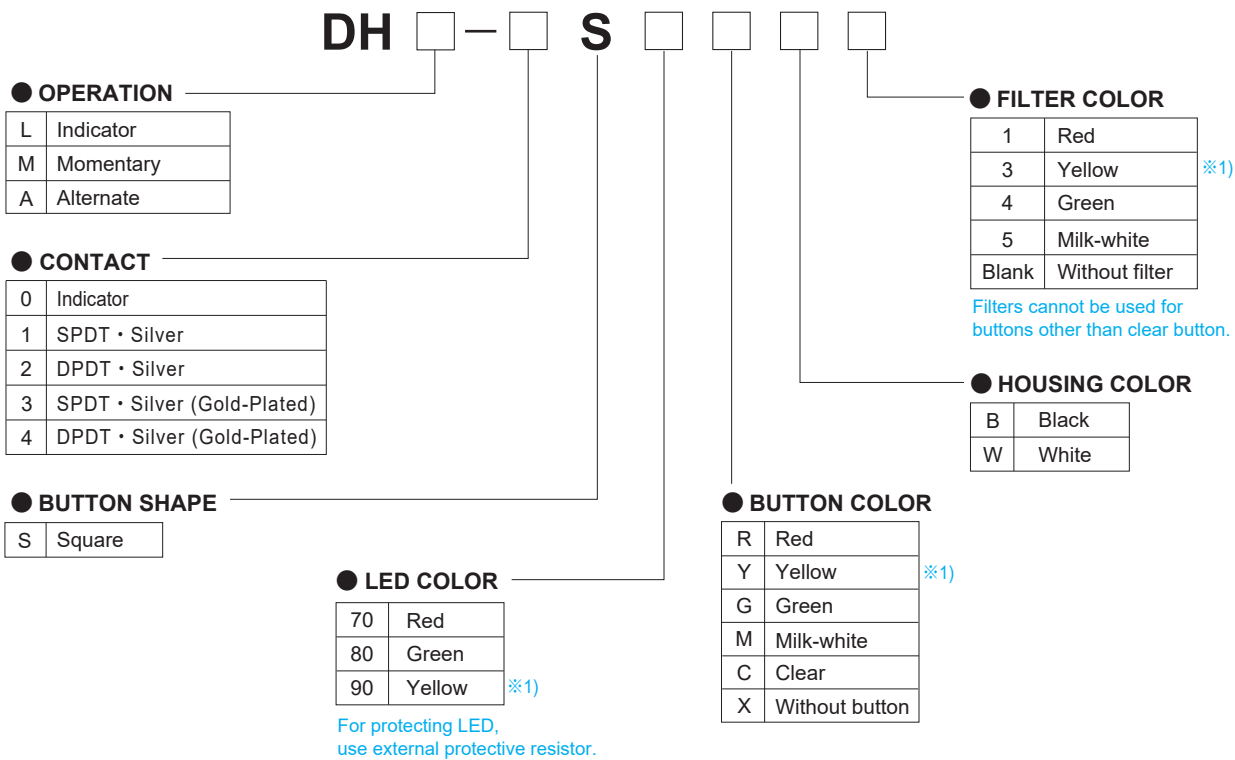 DH □－□ S □ □ □ □
● OPERATION
L Indicator
M Momentary
A Alternate
● CONTACT
0 Indicator
1 SPDT・Silver
2 DPDT・Silver
3 SPDT・Silver (Gold-Plated)
4 DPDT・Silver (Gold-Plated)
● BUTTON SHAPE
S Square
● LED COLOR
70 Red
80 Green
90 Yellow ※1)
For protecting LED,
use external protective resistor.
● BUTTON COLOR
R Red
Y Yellow ※1)
G Green
M Milk-white
C Clear
X Without button
● HOUSING COLOR
B Black
W White
● FILTER COLOR
1 Red
3 Yellow ※1)
4 Green
5 Milk-white
Blank Without filter
Filters cannot be used for
buttons other than clear button.